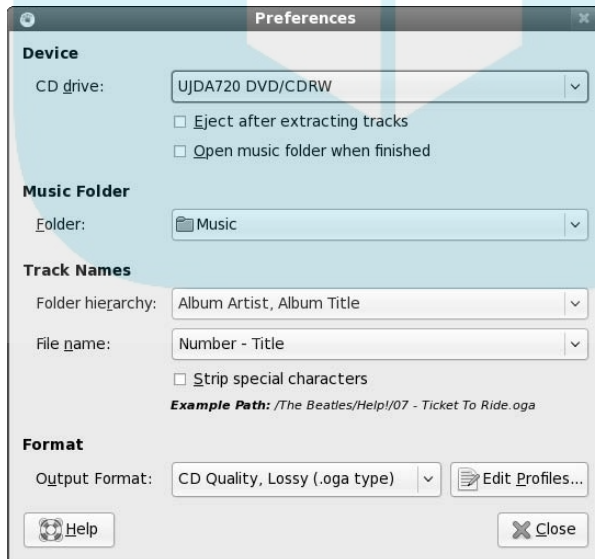 Preferences
Device
CD drive: UJDA720 DVD/CDRW
Eject after extracting tracks
Open music folder when finished
Music Folder
Folder: Music
Track Names
Folder hierarchy: Album Artist, Album Title
File name: Number - Title
Strip special characters
Example Path: /The Beatles/Help!/07 - Ticket To Ride.oga
Format
Output Format: CD Quality, Lossy (.oga type) Edit Profiles...
Help Close